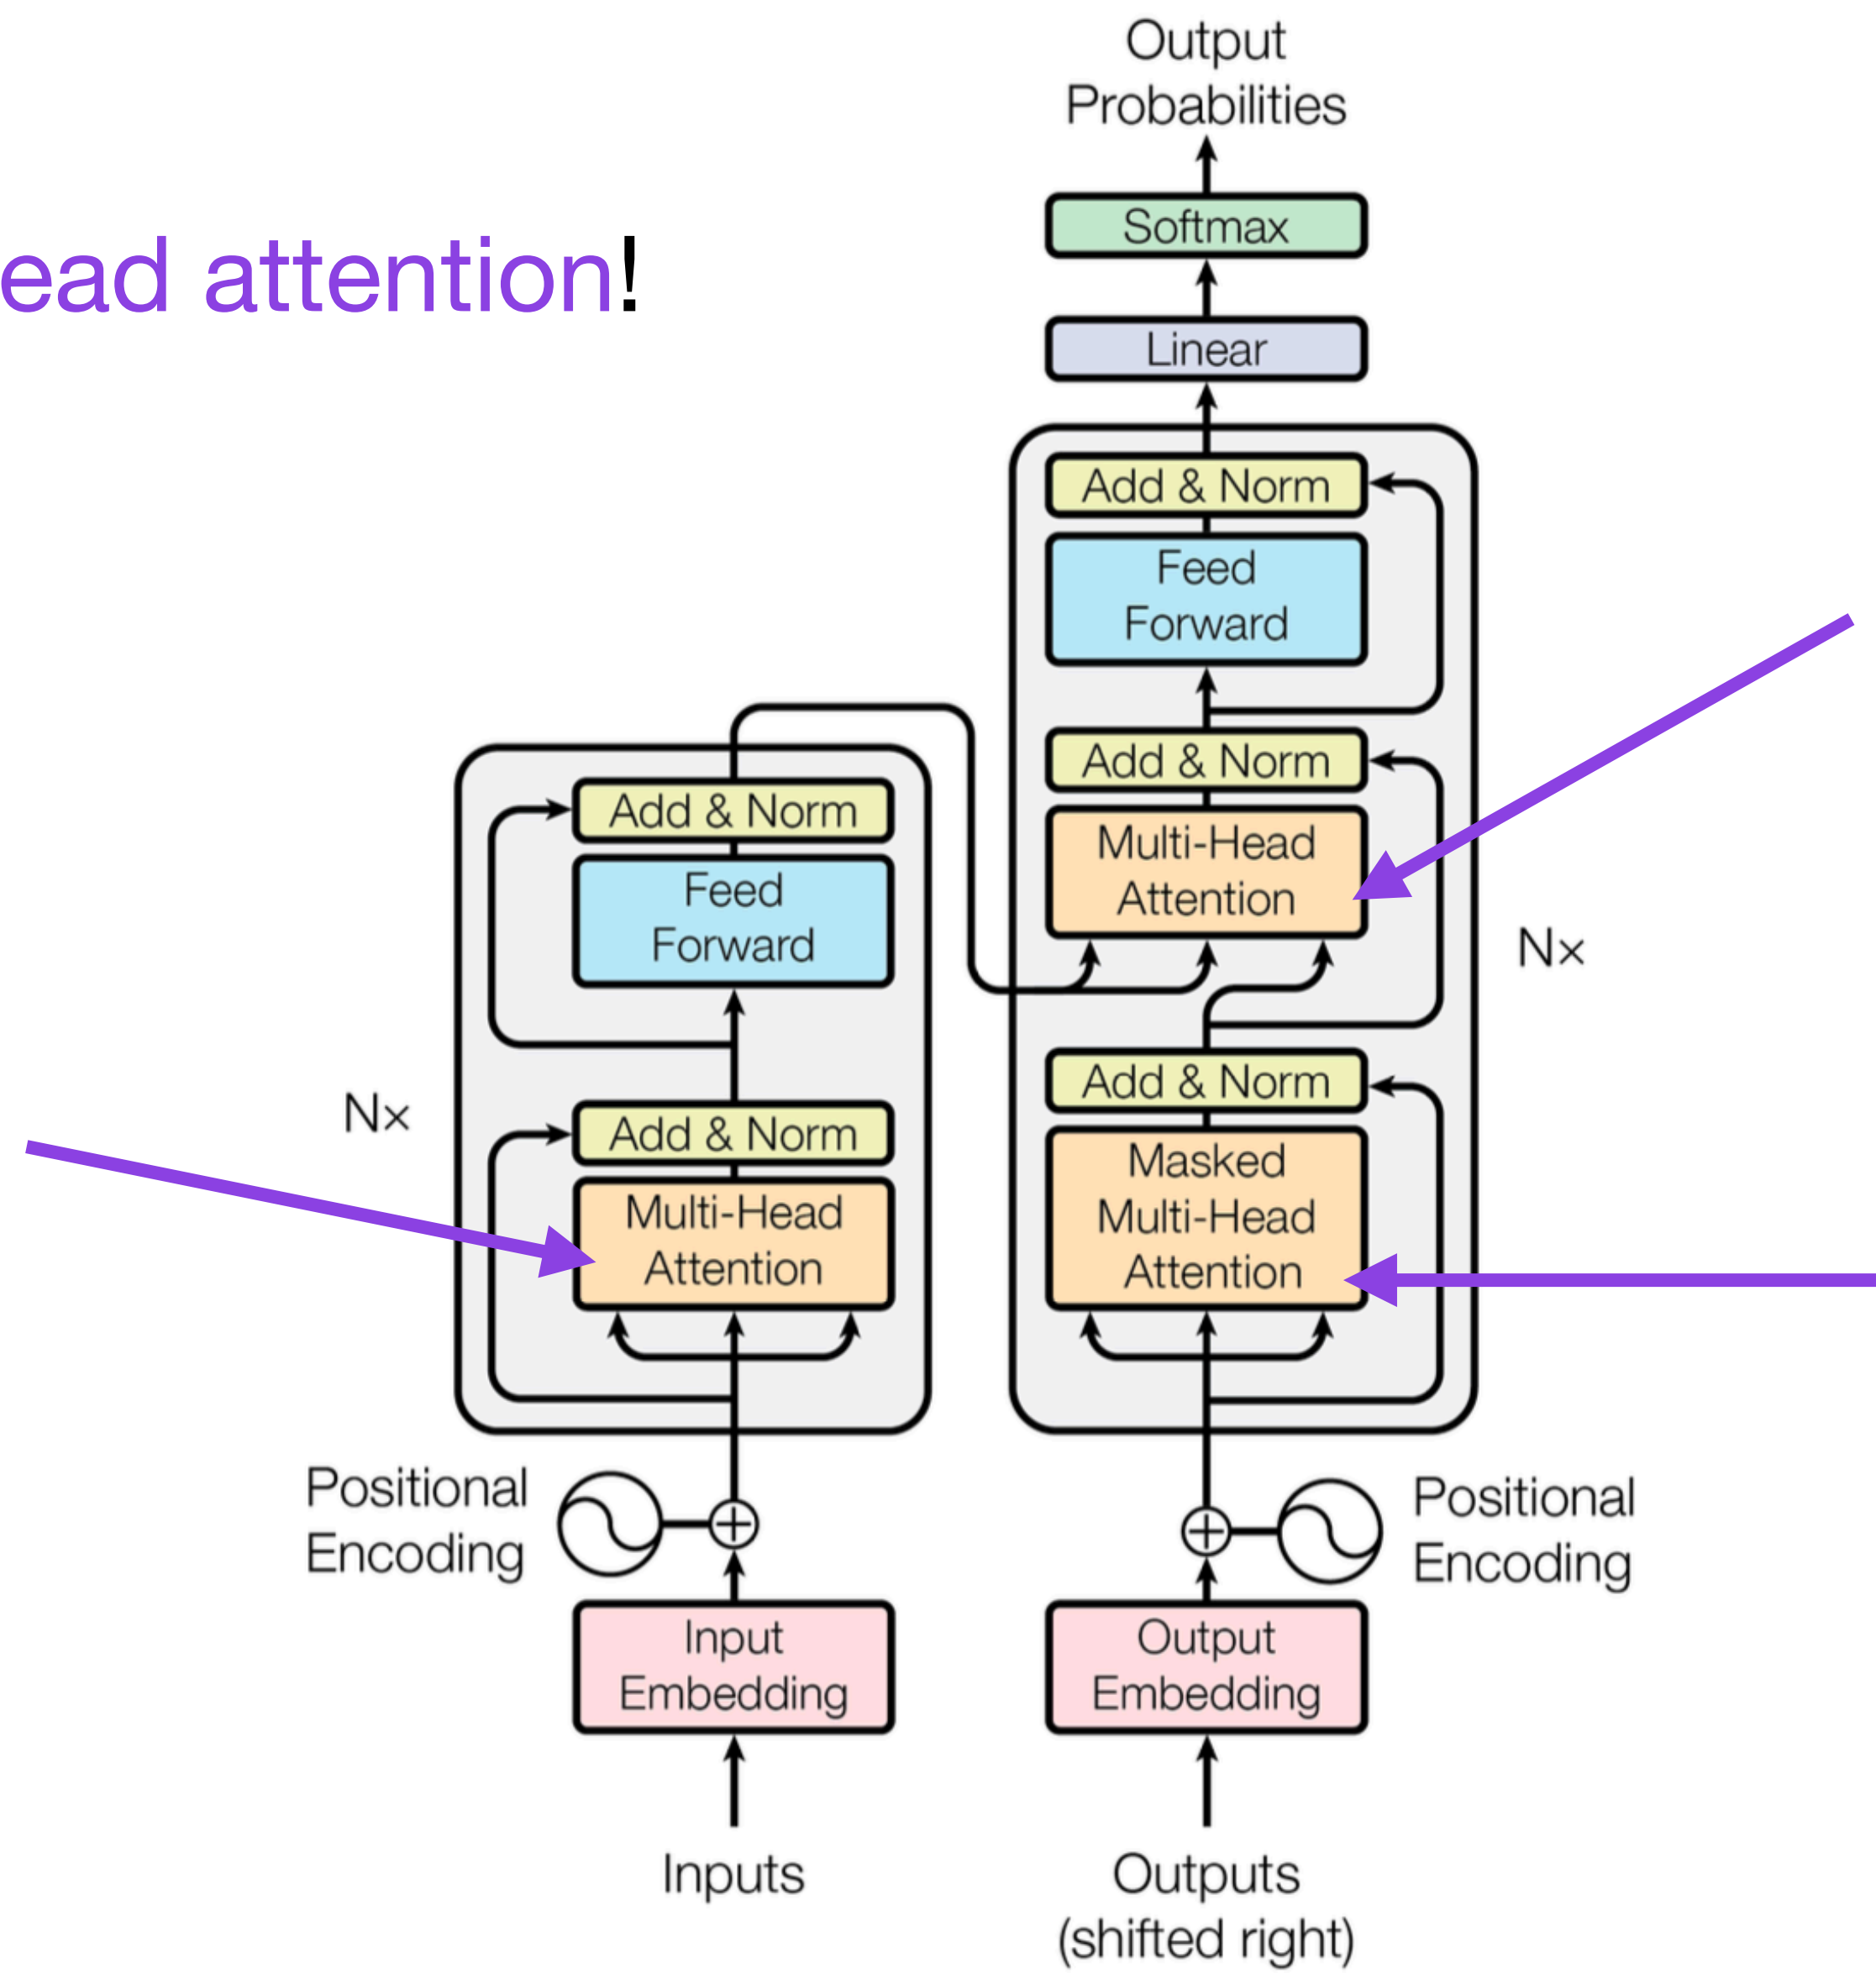 ead attention!
Output
Probabilities
Softmax
Linear
Add & Norm
Feed
Forward
Add & Norm
Multi-Head
Attention
Nx
Add & Norm
Masked
Multi-Head
Attention
Add & Norm
Feed
Forward
Nx
Add & Norm
Multi-Head
Attention
Positional
Encoding
Positional
Encoding
Input
Embedding
Output
Embedding
Inputs
Outputs
(shifted right)